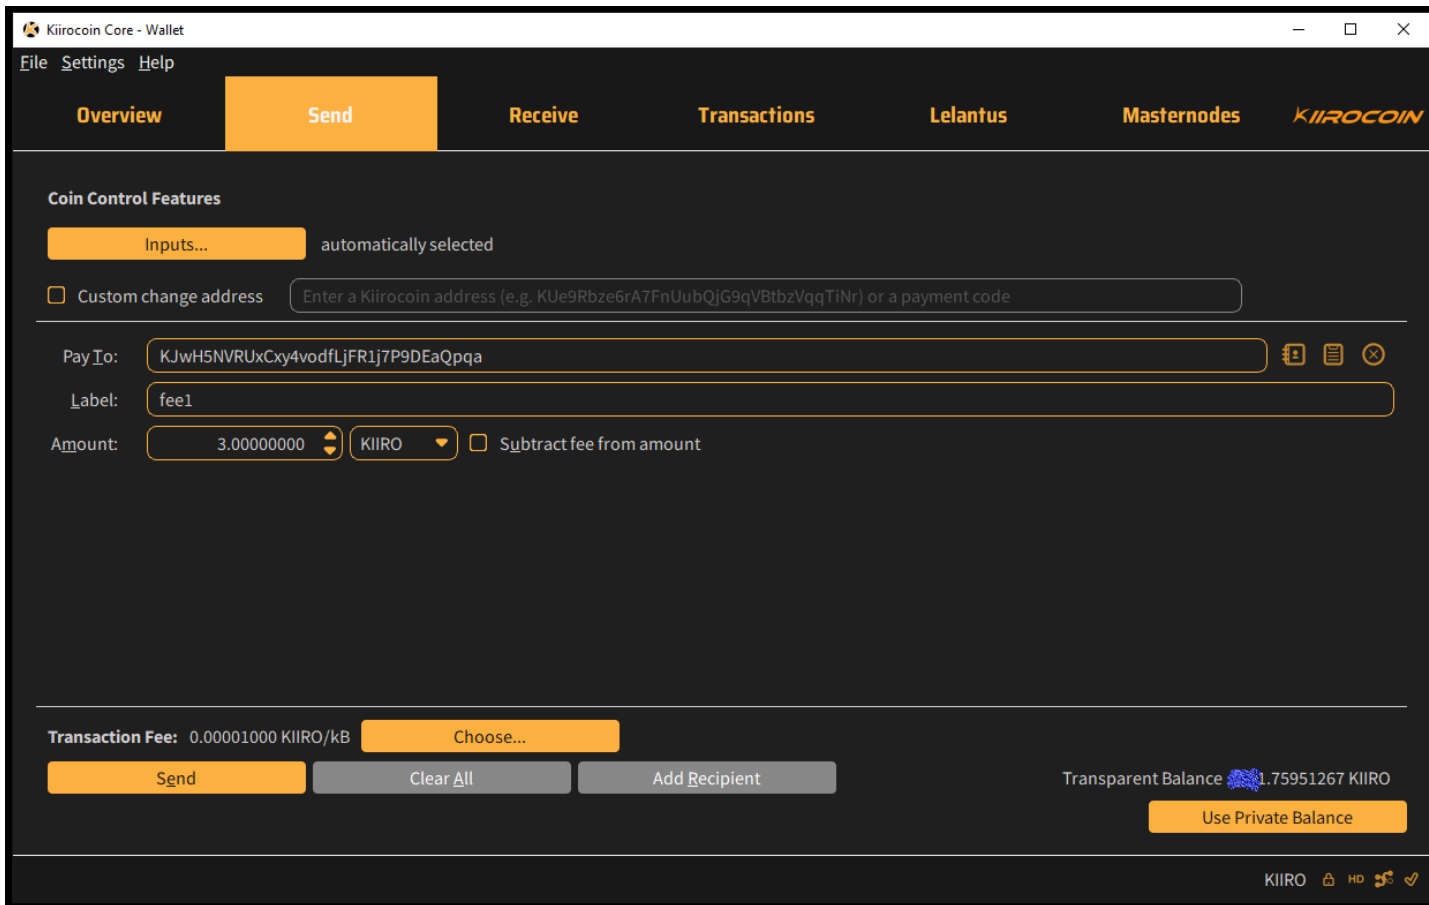 Kiirocoin Core - Wallet
File Settings Help
Overview Send Receive Transactions Lelantus Masternodes KIIROCOIN
Coin Control Features
Inputs... automatically selected
Custom change address Enter a Kiirocoin address (e.g. KUe9Rbze6rA7FnUubQjG9qVBtbzVqqTiNr) or a payment code
Pay To: KJwH5NVRUxCxy4vodfLjFR1j7P9DEaQpqa
Label: fee1
Amount: 3.00000000 KIIRO Subtract fee from amount
Transaction Fee: 0.00001000 KIIRO/kB Choose...
Send Clear All Add Recipient Transparent Balance 1.75951267 KIIRO
Use Private Balance
KIIRO HD